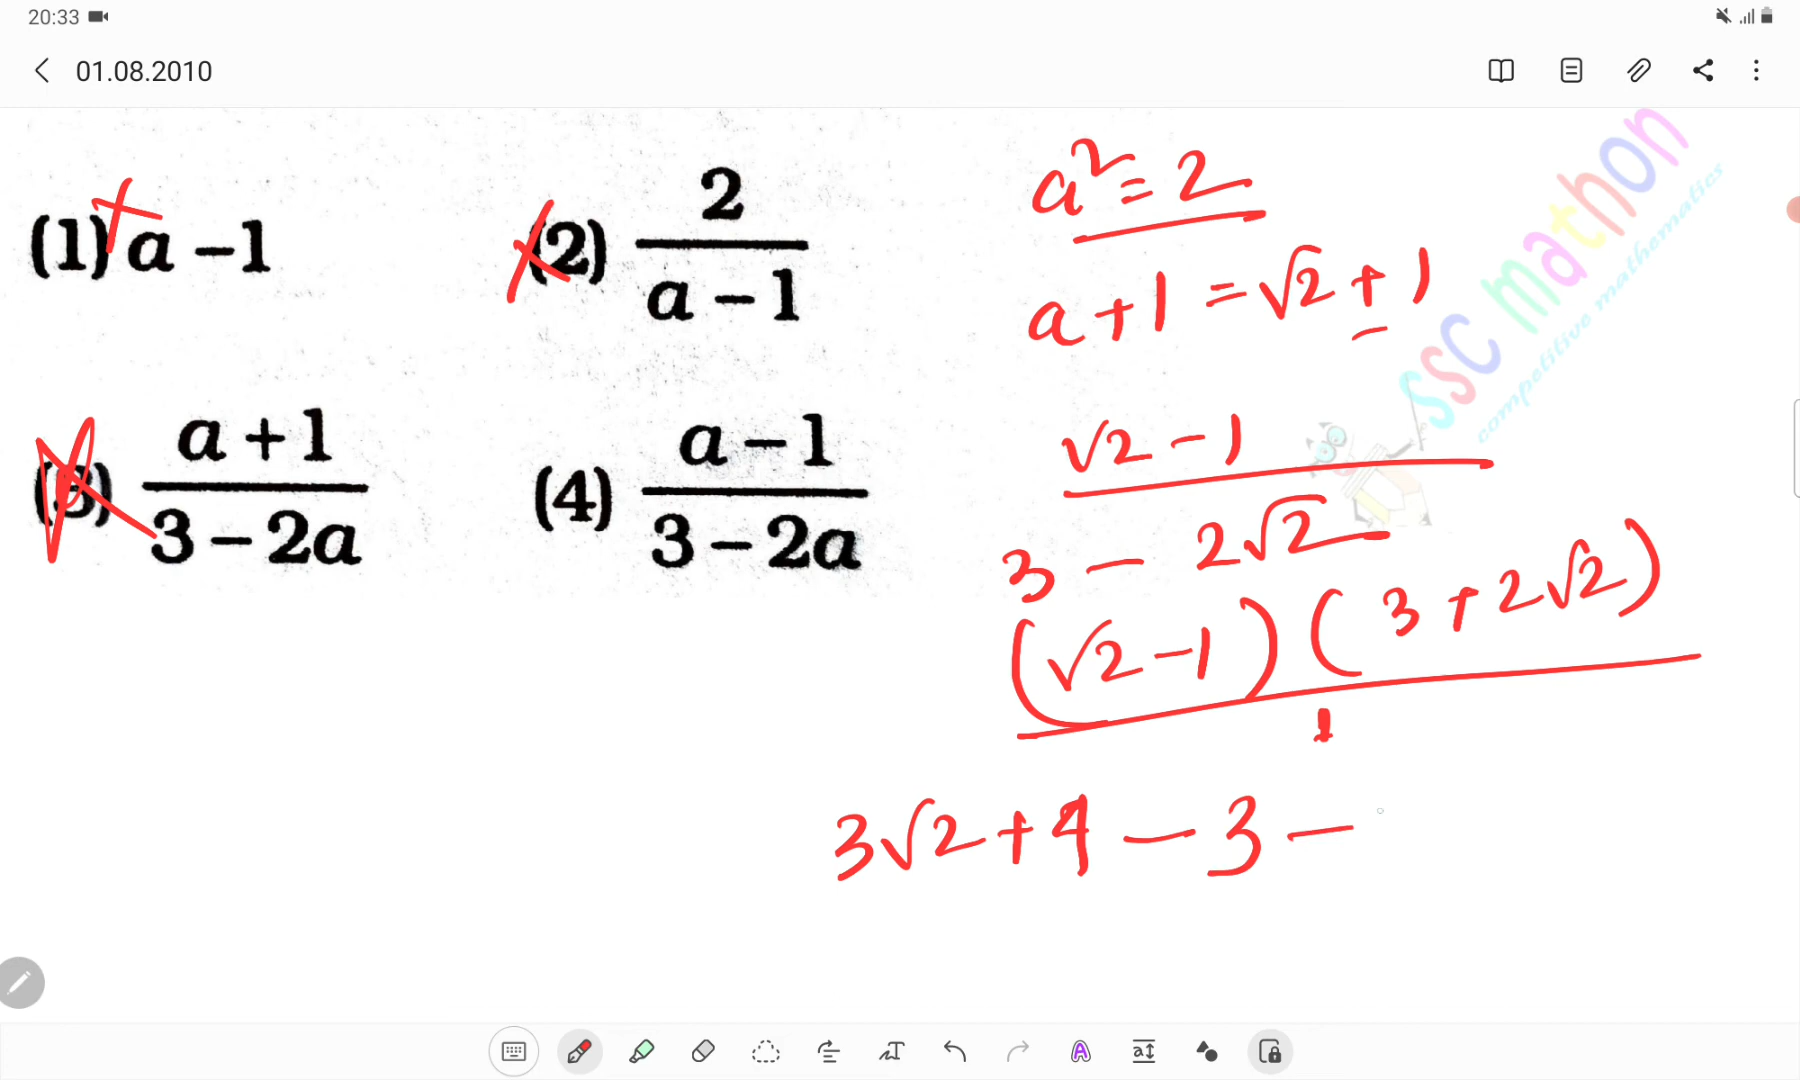 20:33
01.08.2010
(1) a – 1
(2) 2 / (a – 1)
(3) (a + 1) / (3 – 2a)
(4) (a – 1) / (3 – 2a)
a² = 2
a + 1 = √2 + 1
√2 – 1
3 – 2√2
(√2 – 1) (3 + 2√2)
1
3√2 + 4 – 3 –
ssc mathon
competitive mathematics